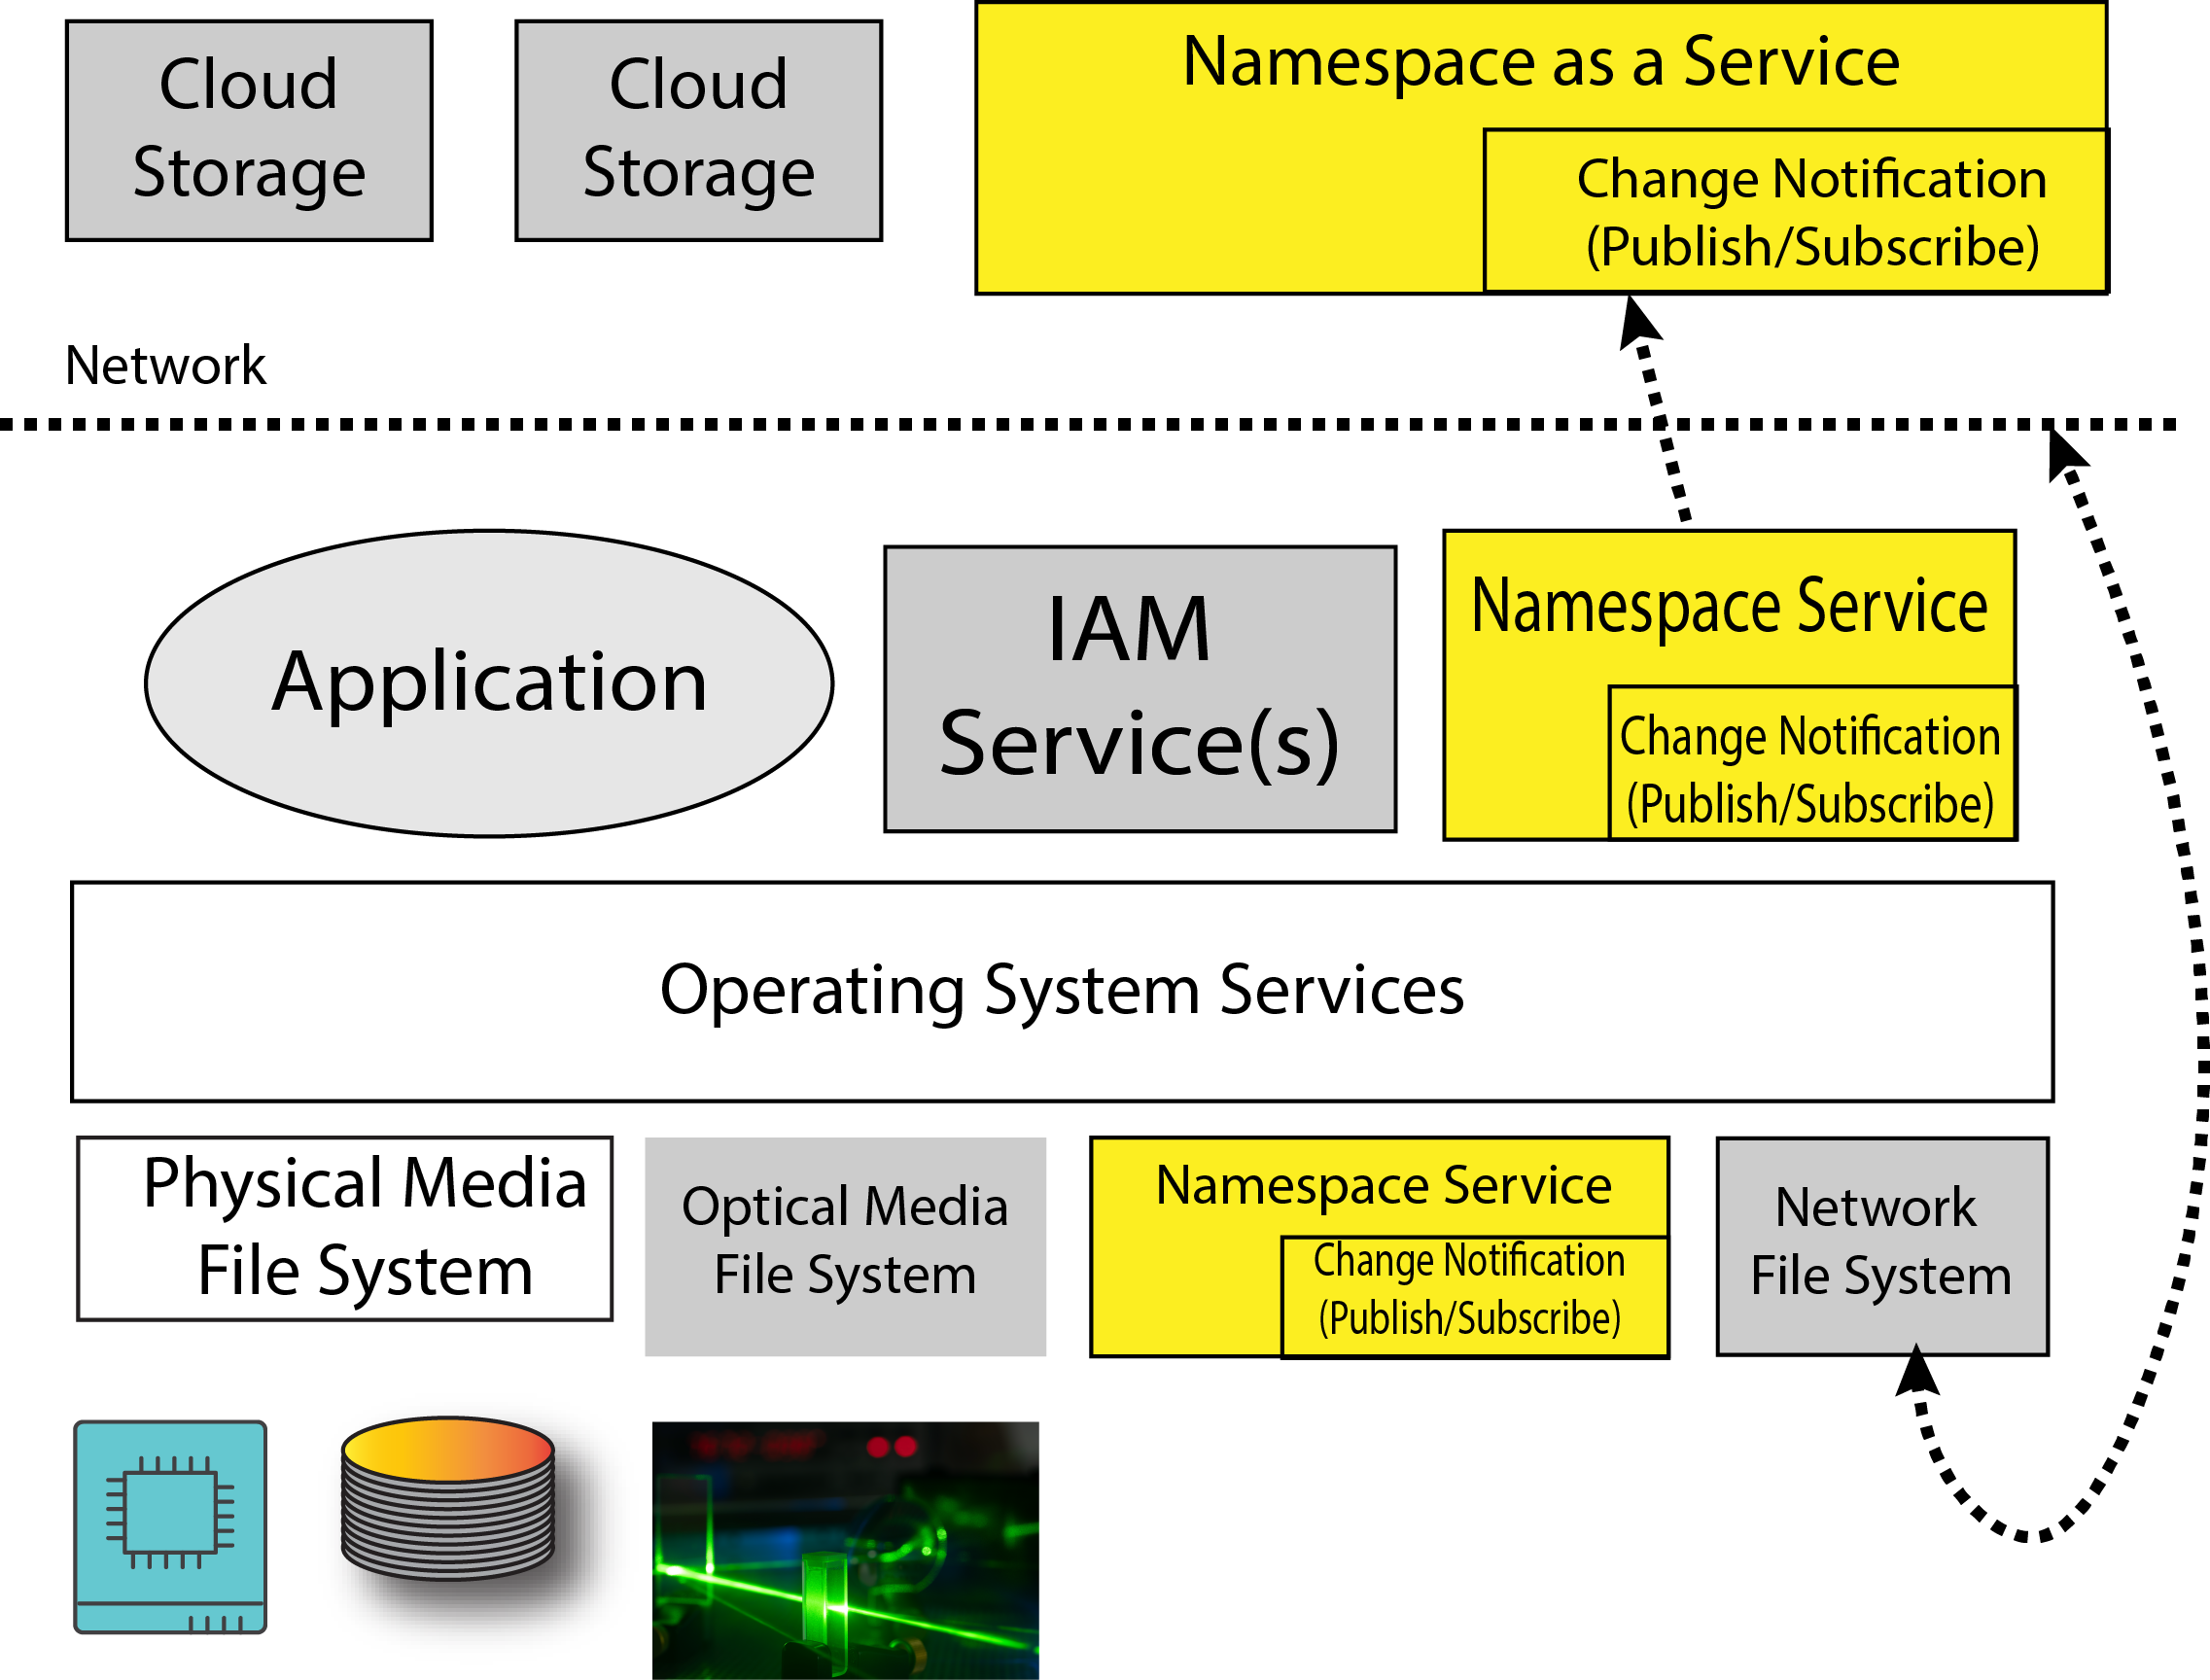 Cloud
Storage
Cloud
Storage
Namespace as a Service
Change Notification
(Publish/Subscribe)
Network
Application
IAM
Service(s)
Namespace Service
Change Notification
(Publish/Subscribe)
Operating System Services
Physical Media
File System
Optical Media
File System
Namespace Service
Change Notification
(Publish/Subscribe)
Network
File System